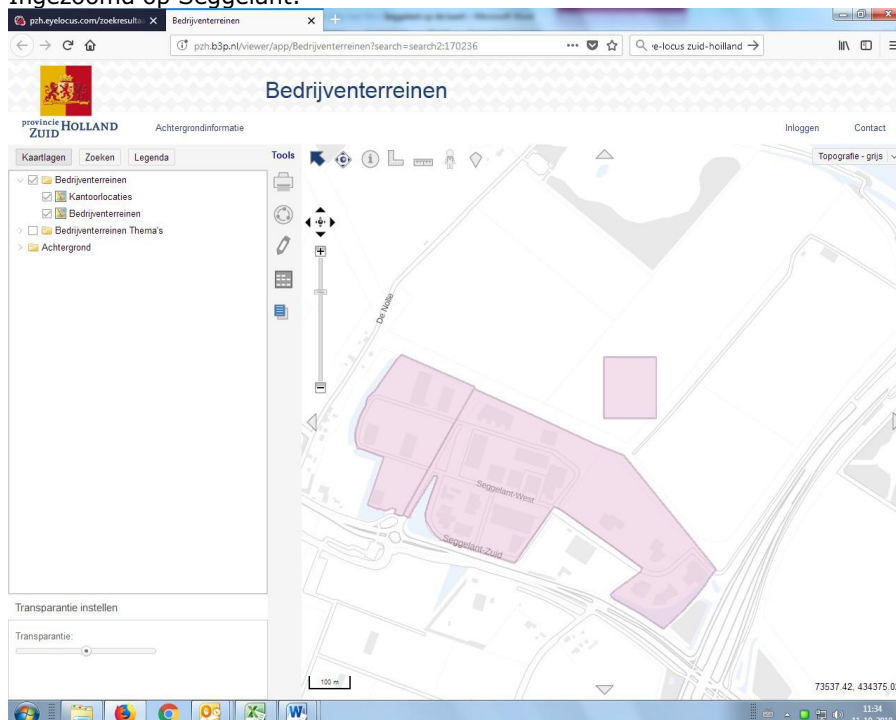 Ingezoomd op Seggelant:
pzh.eyelocus.com/zoekresulta
Bedrijventerreinen
pzh.b3p.nl/viewer/app/Bedrijventerreinen?search=search2:170236
e-locus zuid-hoilland
Bedrijventerreinen
provincie HOLLAND
ZUID
Achtergrondinformatie
Inloggen
Contact
Kaartlagen
Zoeken
Legenda
Tools
Topografie - grijs
Bedrijventerreinen
Kantoorlocaties
Bedrijventerreinen
Bedrijventerreinen Thema's
Achtergrond
De Nolle
Seggelant-West
Seggelant-Zuid
Transparantie instellen
Transparantie:
100 m
73537.42, 434375.0
11:34